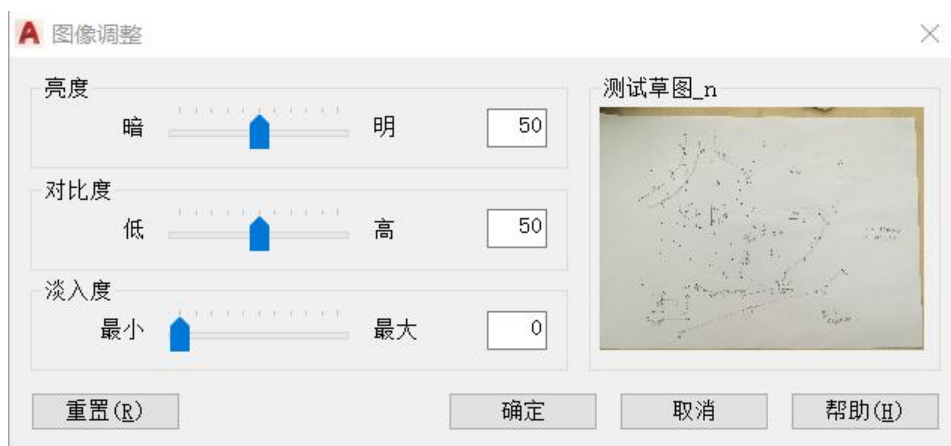 图像调整
亮度
暗 明 50
对比度
低 高 50
淡入度
最小 最大 0
测试草图_n
重置(R) 确定 取消 帮助(H)